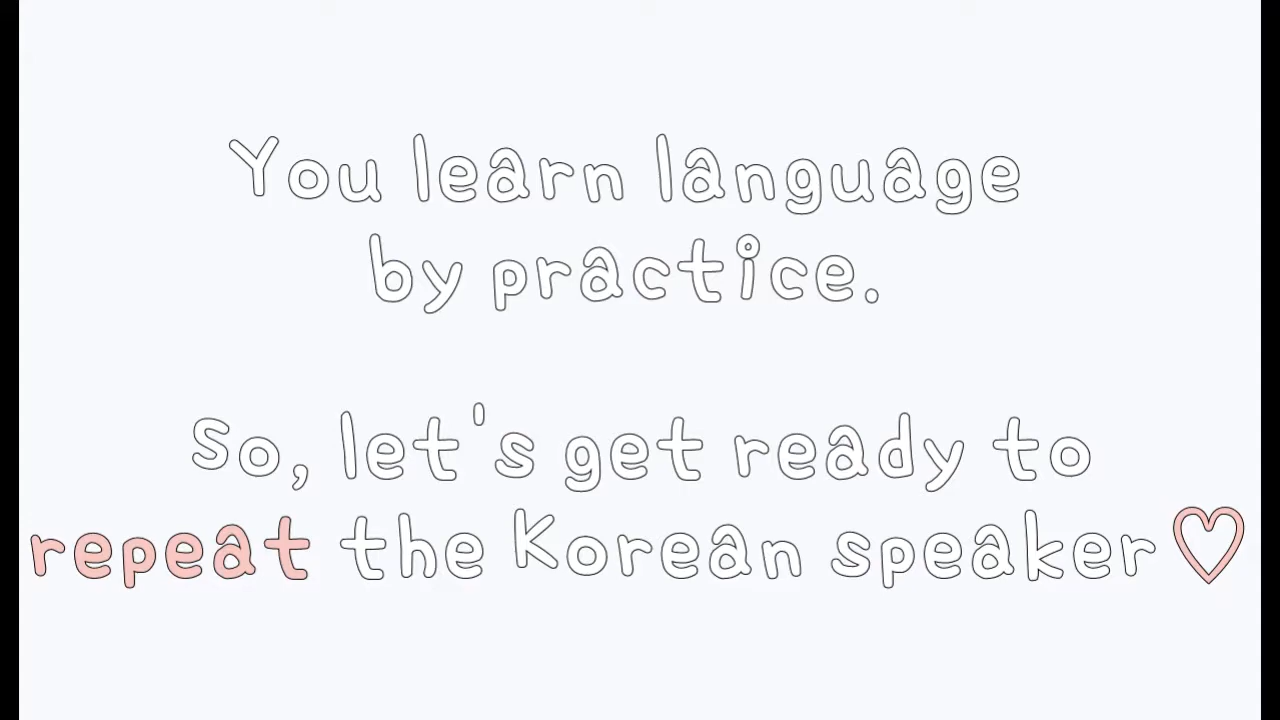 You learn language
by practice.
So, let's get ready to
repeat the Korean speaker♡